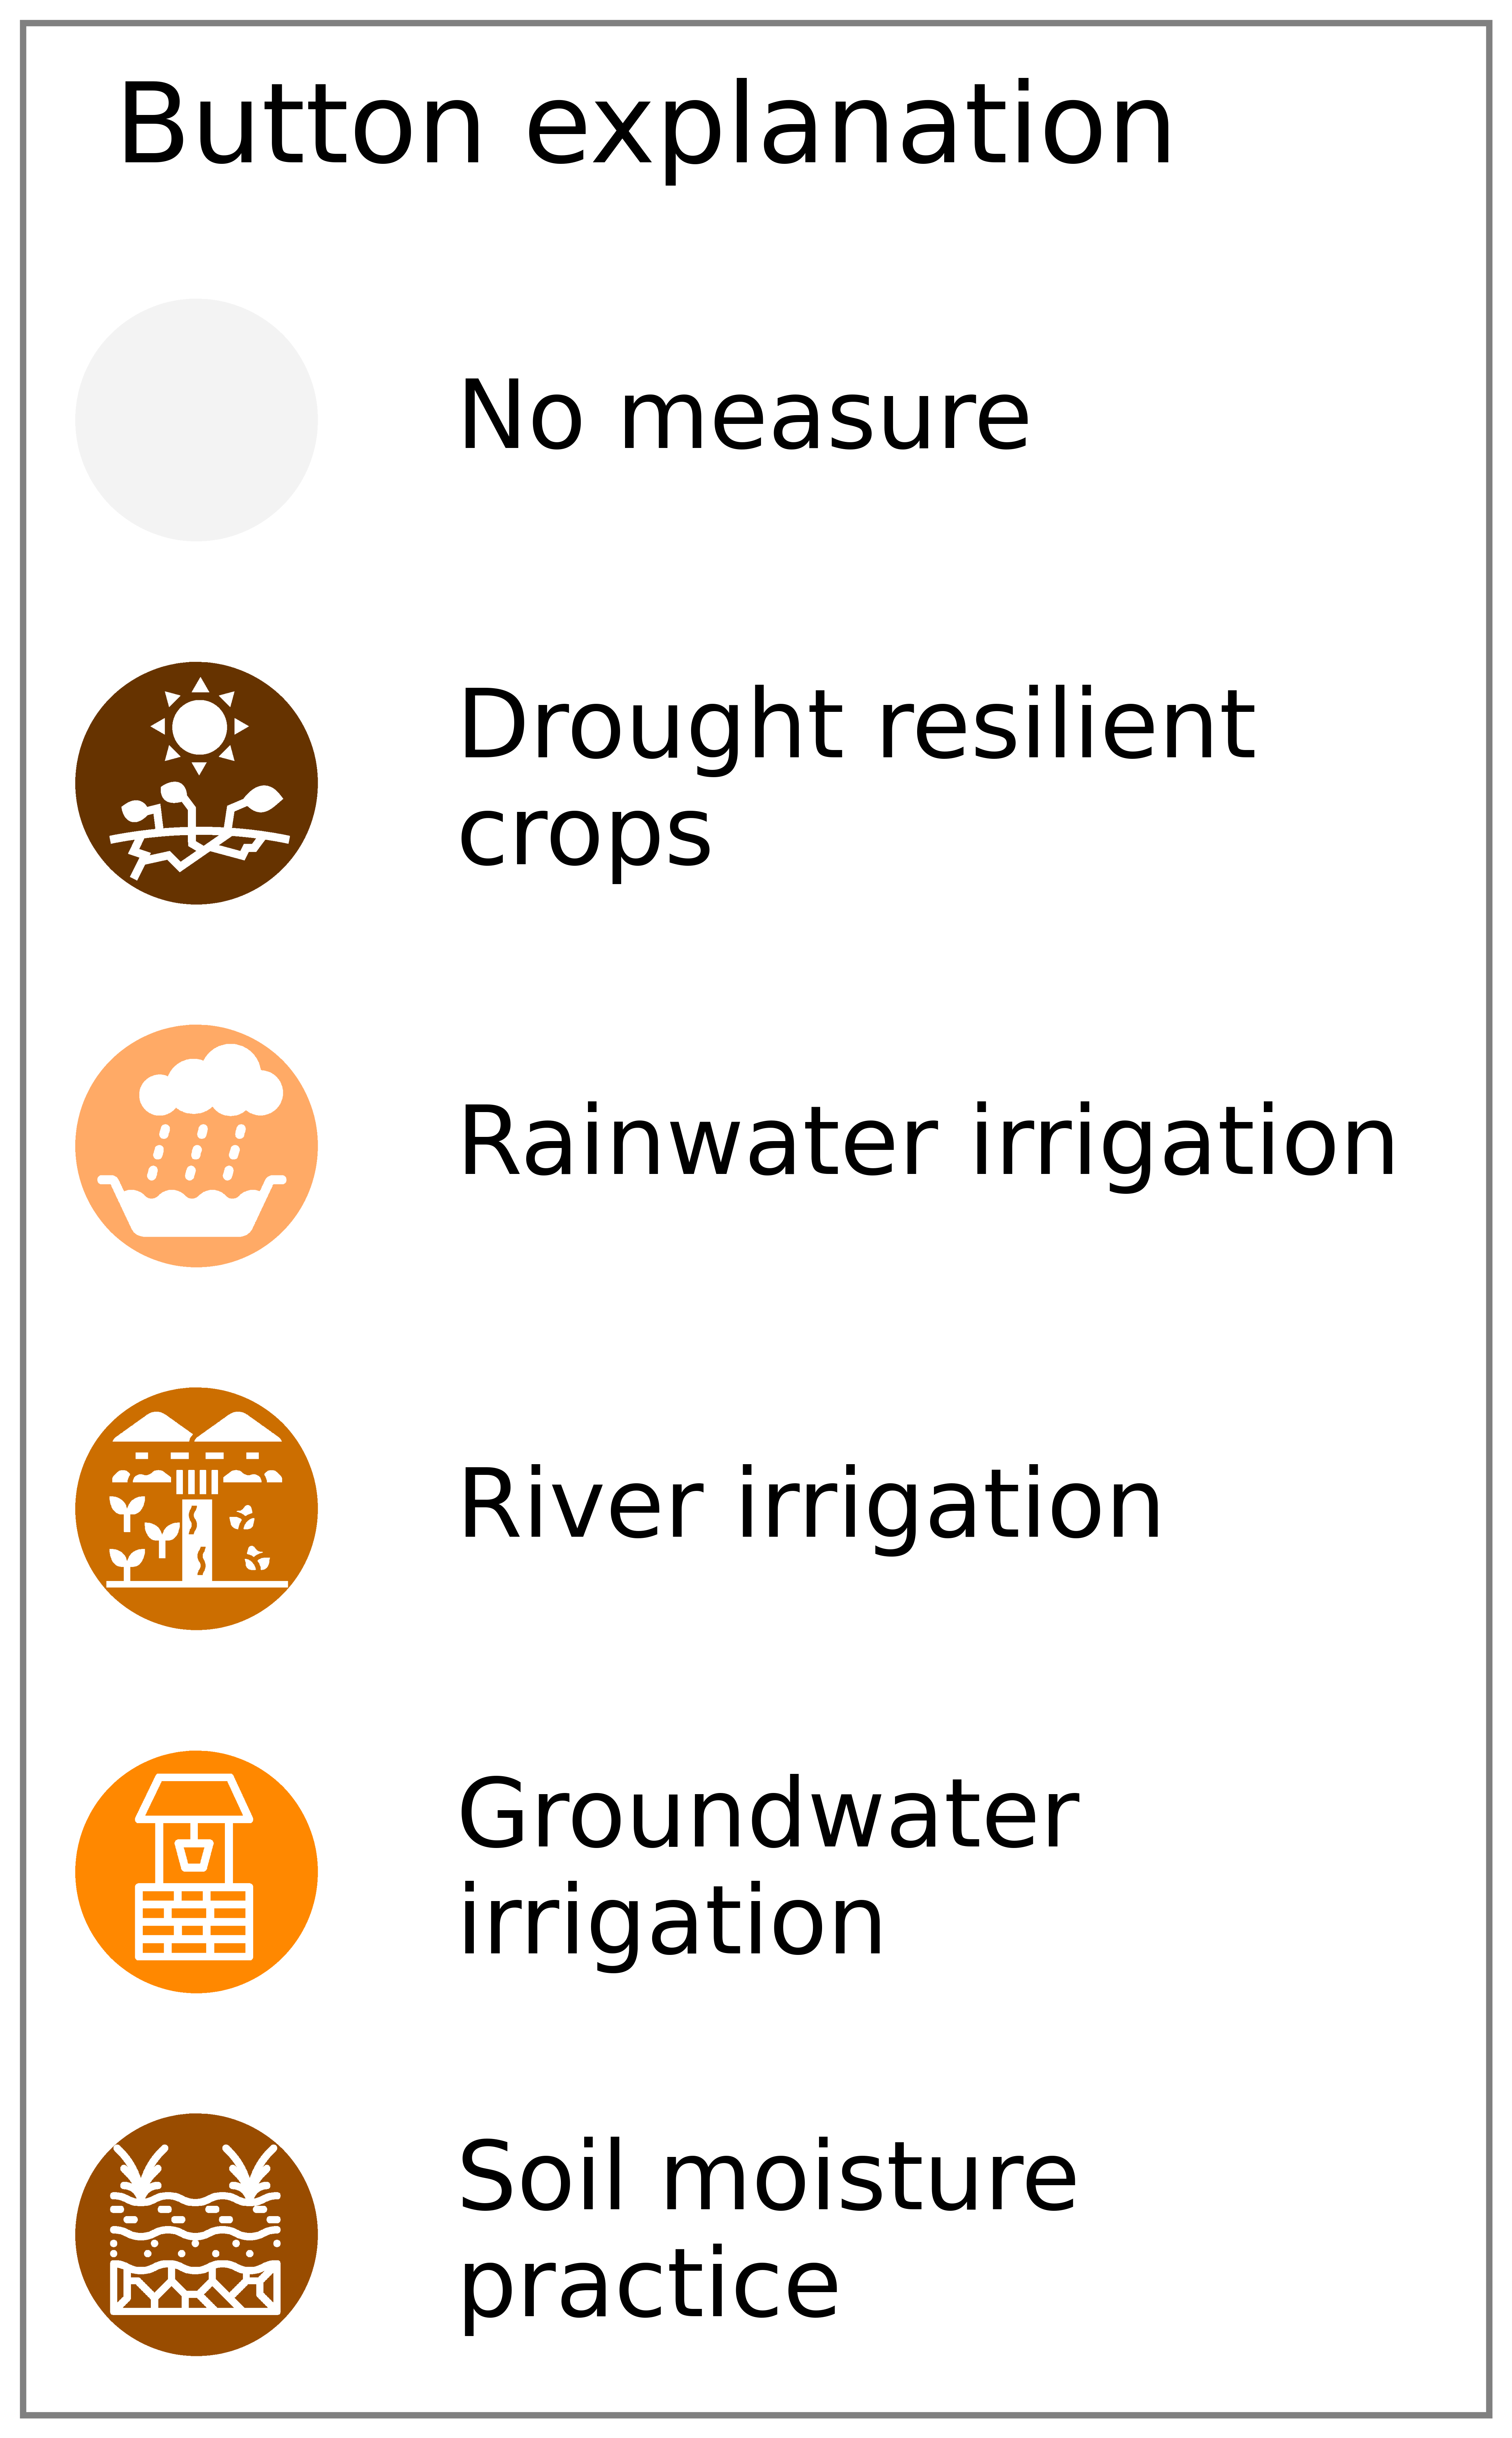 Button explanation
No measure
Drought resilient
crops
Rainwater irrigation
River irrigation
Groundwater
irrigation
Soil moisture
practice